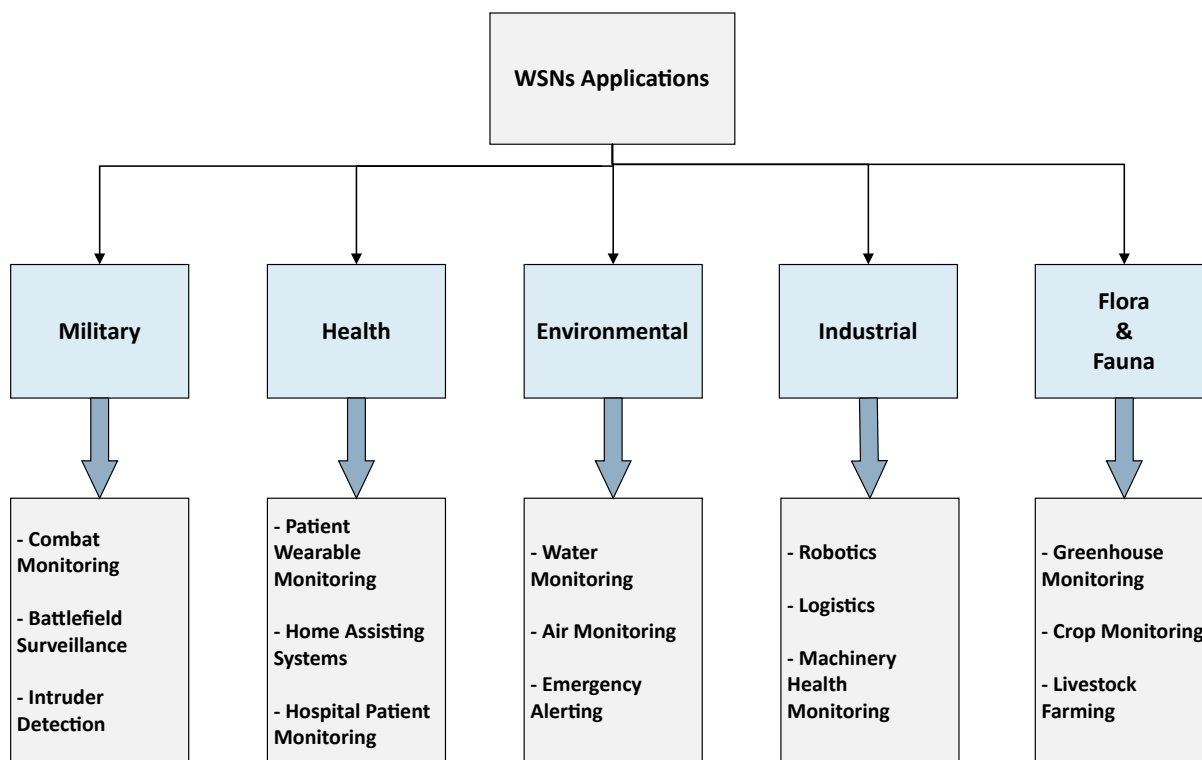 WSNs Applications
Military
Health
Environmental
Industrial
Flora
&
Fauna
- Combat
Monitoring
- Battlefield
Surveillance
- Intruder
Detection
- Patient
Wearable
Monitoring
- Home Assisting
Systems
- Hospital Patient
Monitoring
- Water
Monitoring
- Air Monitoring
- Emergency
Alerting
- Robotics
- Logistics
- Machinery
Health
Monitoring
- Greenhouse
Monitoring
- Crop Monitoring
- Livestock
Farming